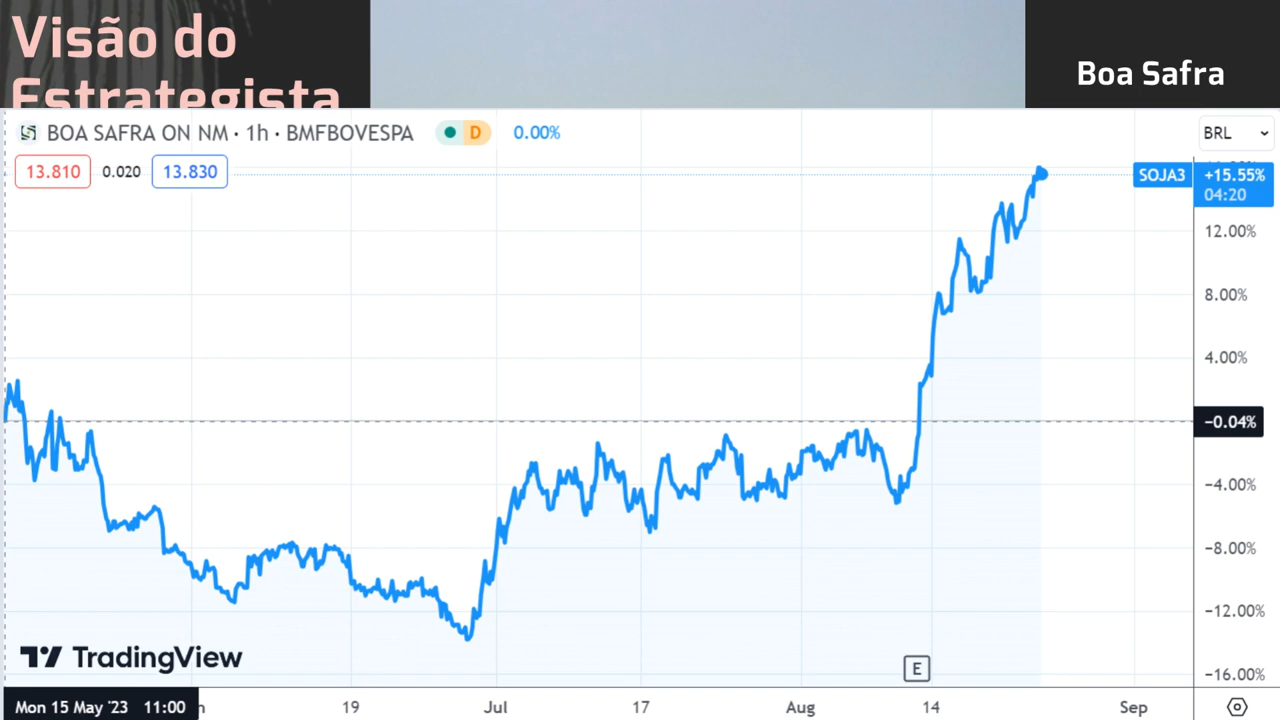 Visão do
Estrategista
Boa Safra
BOA SAFRA ON NM · 1h · BMFBOVESPA
D
0.00%
BRL
13.810
0.020
13.830
SOJA3
+15.55%
04:20
12.00%
8.00%
4.00%
−0.04%
−4.00%
−8.00%
−12.00%
−16.00%
E
TradingView
Mon 15 May '23 11:00
19
Jul
17
Aug
14
Sep